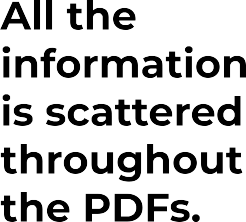 All the
information
is scattered
throughout
the PDFs.